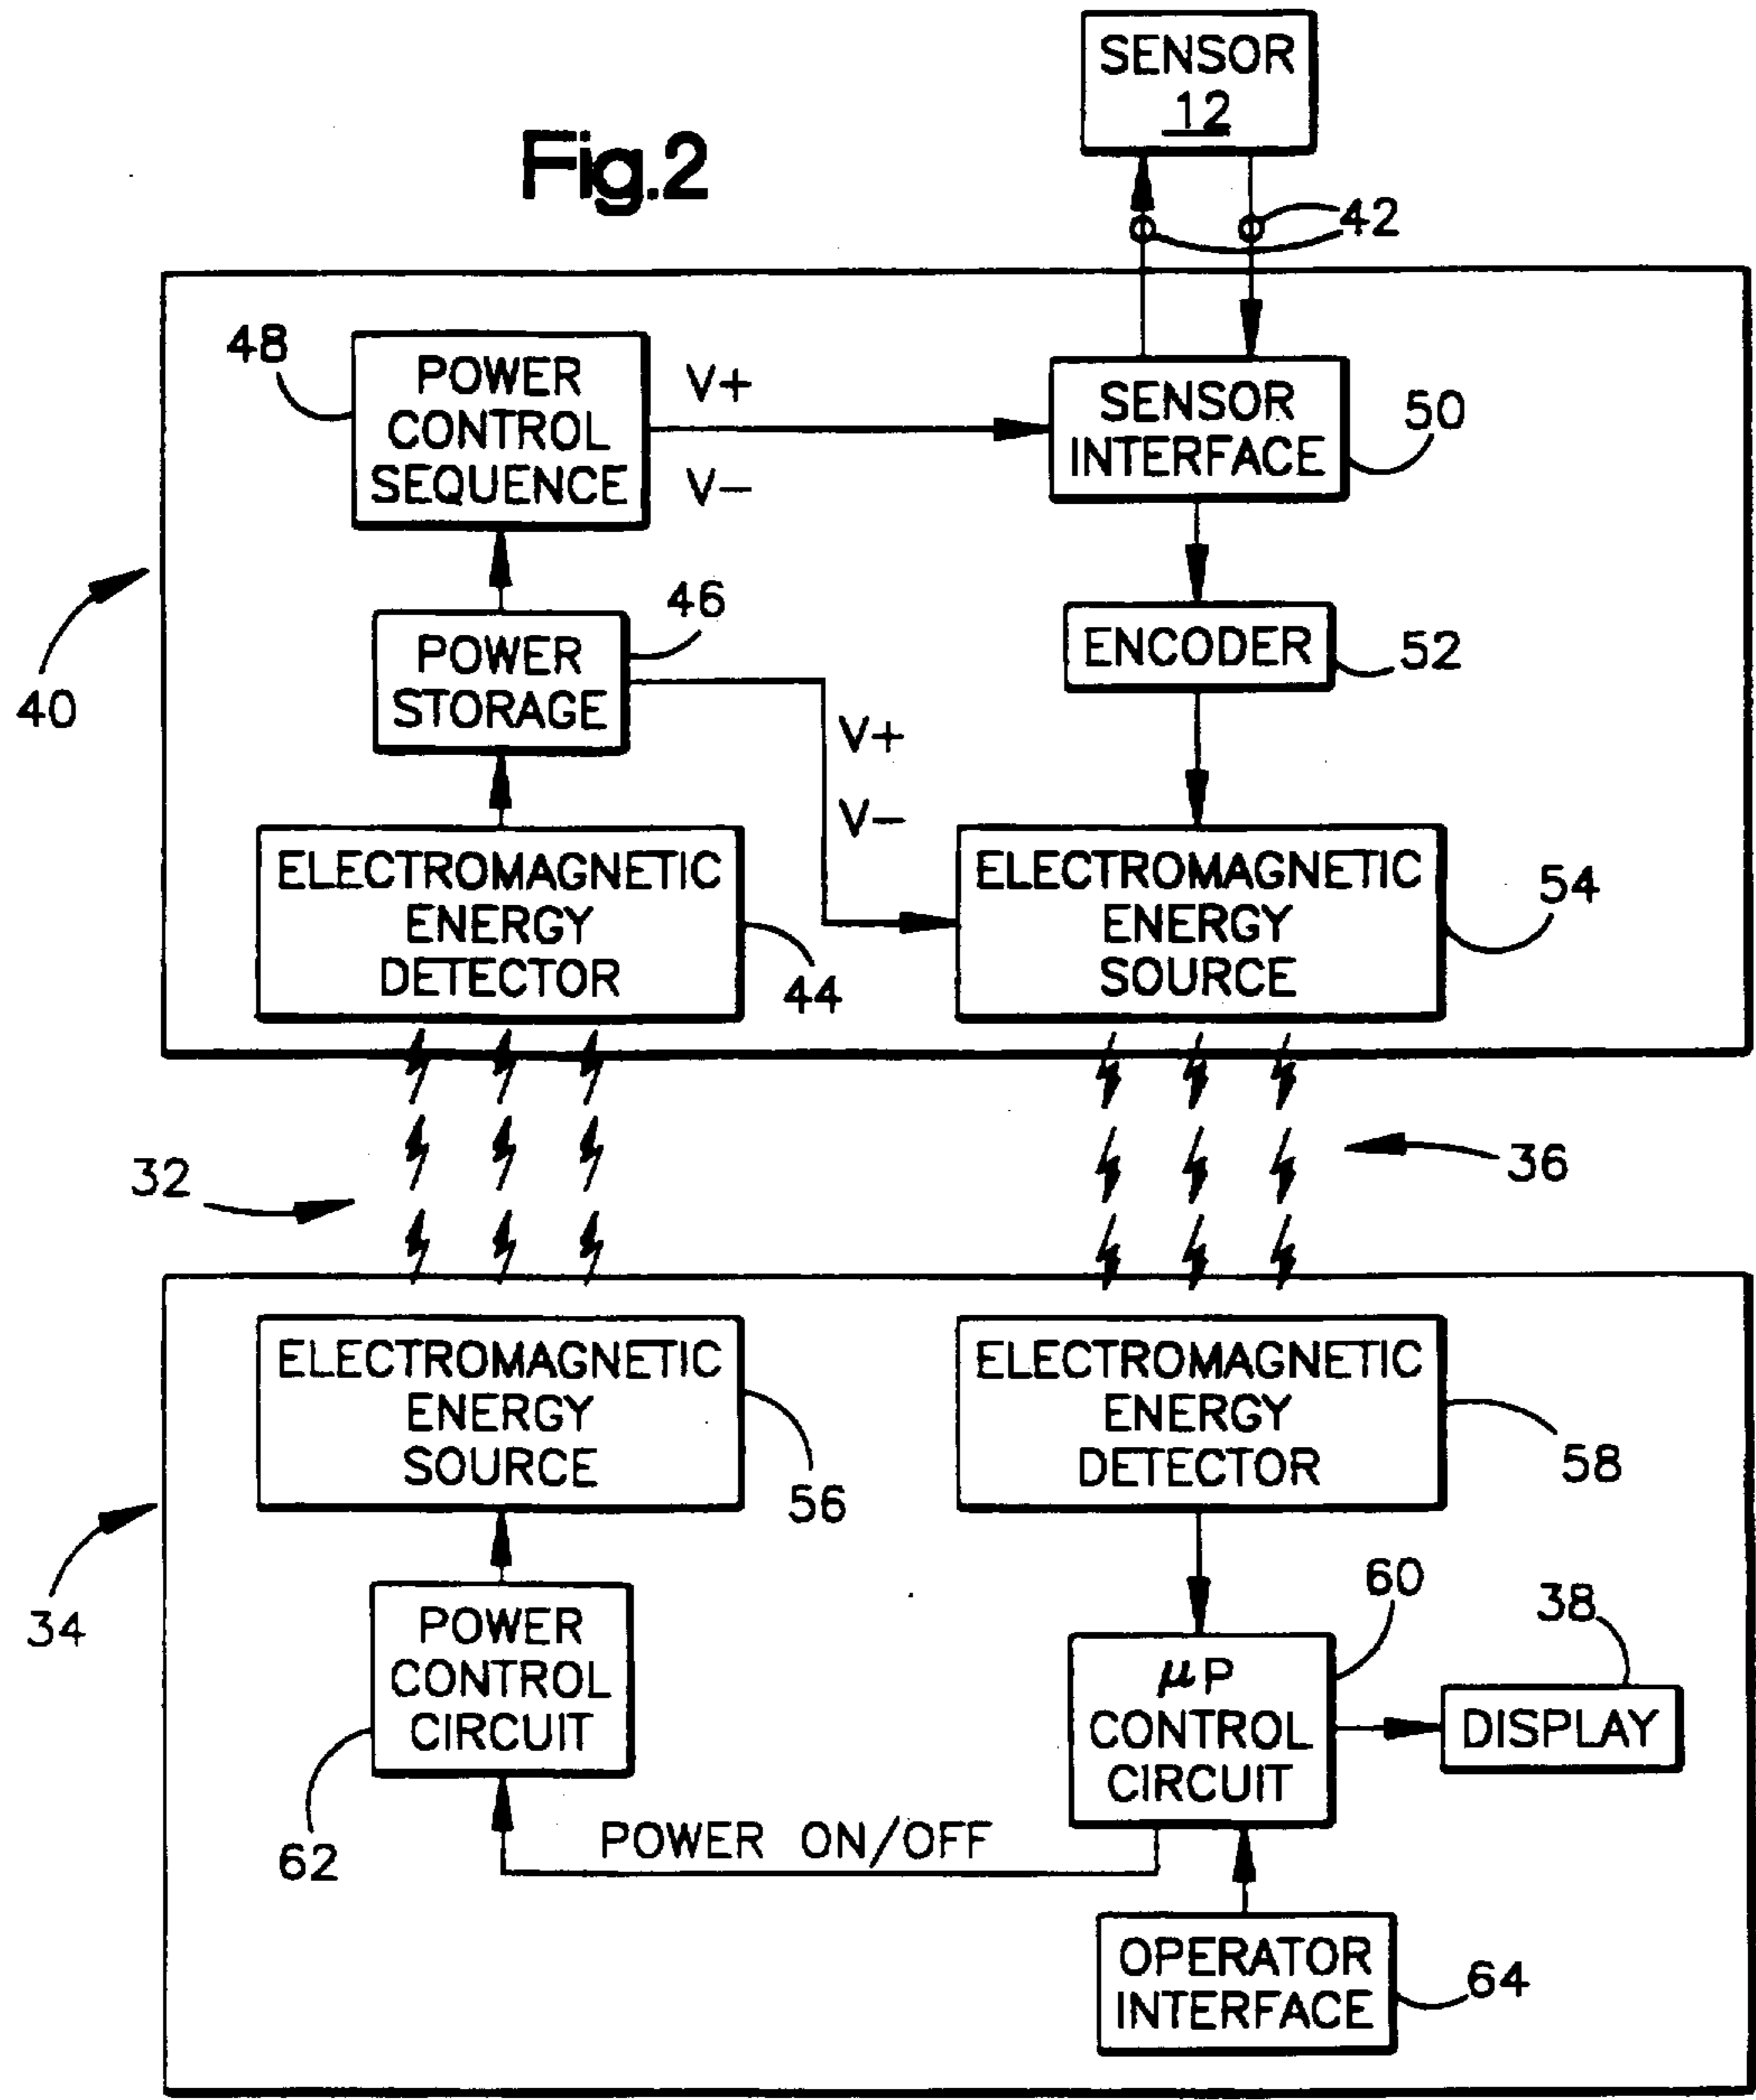 SENSOR
12
Fig.2
42
48
POWER
CONTROL
SEQUENCE
V+
V-
SENSOR
INTERFACE
50
40
46
POWER
STORAGE
ENCODER
52
V+
V-
ELECTROMAGNETIC
ENERGY
DETECTOR
44
ELECTROMAGNETIC
ENERGY
SOURCE
54
32
36
ELECTROMAGNETIC
ENERGY
SOURCE
56
ELECTROMAGNETIC
ENERGY
DETECTOR
58
34
POWER
CONTROL
CIRCUIT
62
60
μP
CONTROL
CIRCUIT
38
DISPLAY
POWER ON/OFF
OPERATOR
INTERFACE
64